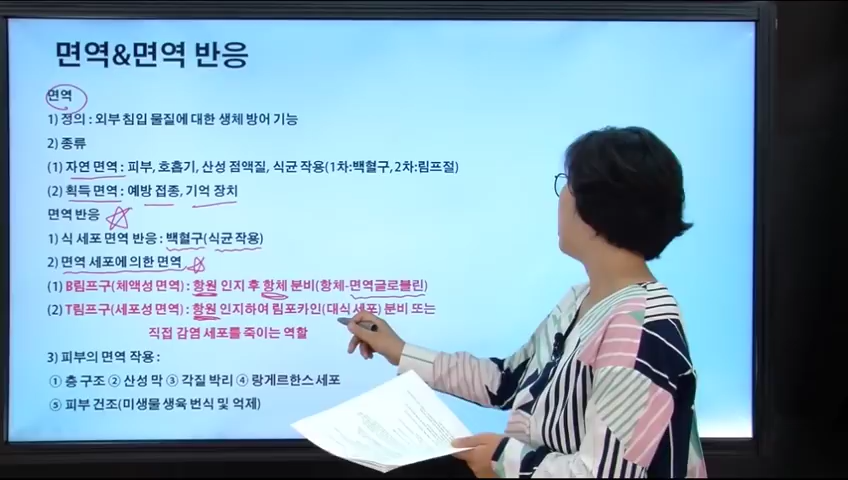 면역&면역 반응
면역
1) 정의 : 외부 침입 물질에 대한 생체 방어 기능
2) 종류
(1) 자연 면역 : 피부, 호흡기, 산성 점액질, 식균 작용(1차:백혈구, 2차:림프절)
(2) 획득 면역 : 예방 접종, 기억 장치
면역 반응
1) 식 세포 면역 반응 : 백혈구(식균 작용)
2) 면역 세포에 의한 면역
(1) B림프구(체액성 면역) : 항원 인지 후 항체 분비(항체-면역글로불린)
(2) T림프구(세포성 면역) : 항원 인지하여 림포카인(대식 세포) 분비 또는
직접 감염 세포를 죽이는 역할
3) 피부의 면역 작용 :
① 층 구조 ② 산성 막 ③ 각질 박리 ④ 랑게르한스 세포
⑤ 피부 건조(미생물 생육 번식 및 억제)